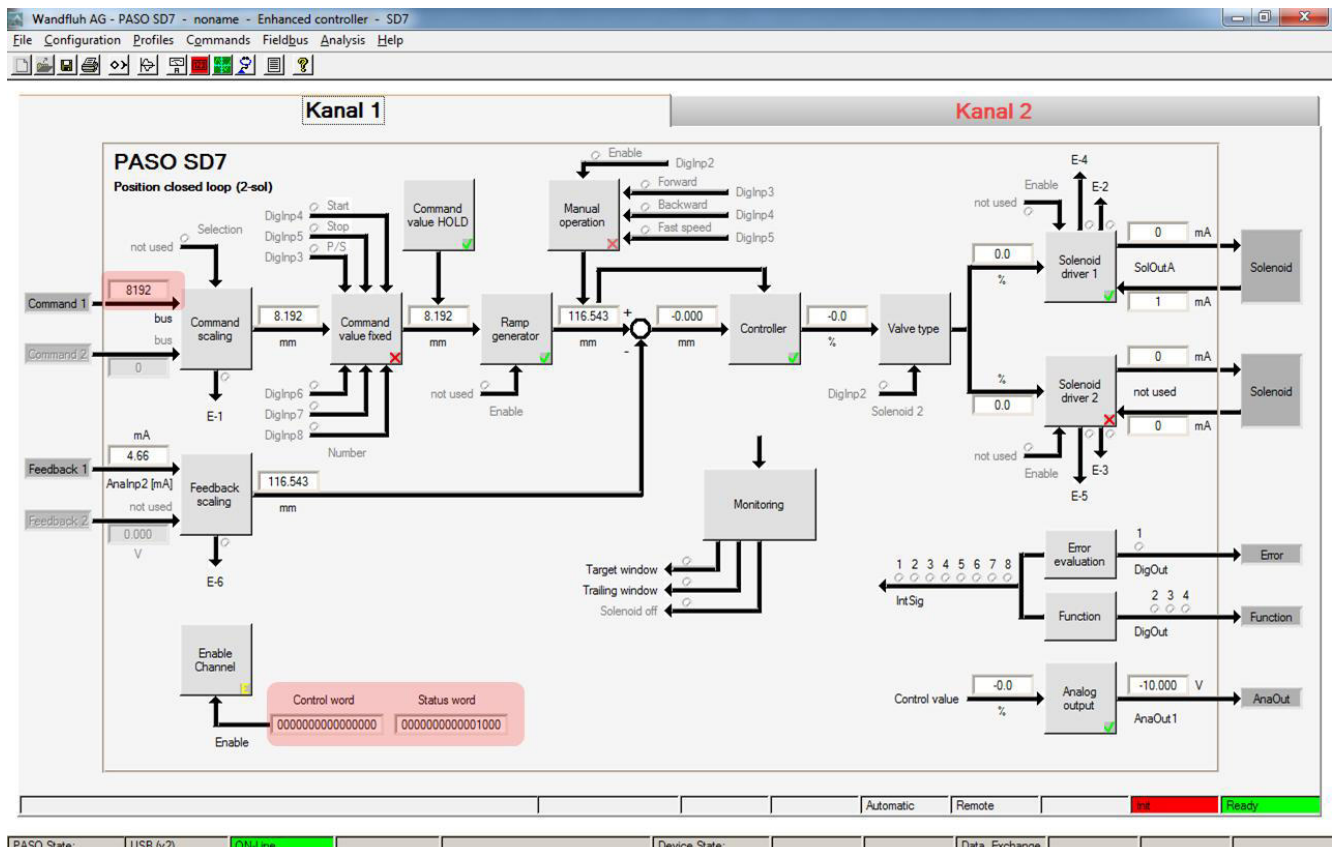 Wandfluh AG - PASO SD7 - noname - Enhanced controller - SD7
File Configuration Profiles Commands Fieldbus Analysis Help
Kanal 1
Kanal 2
PASO SD7
Position closed loop (2-sol)
Selection
not used
Command 1
8192
bus
bus
Command 2
0
Command
scaling
E-1
8.192
mm
Start
DigInp4
Stop
DigInp5
P/S
DigInp3
Command
value fixed
DigInp6
DigInp7
DigInp8
Number
Command
value HOLD
8.192
mm
Ramp
generator
not used
Enable
Enable
DigInp2
Manual
operation
Forward
DigInp3
Backward
DigInp4
Fast speed
DigInp5
116.543
mm
+
-
-0.000
mm
Controller
-0.0
%
Valve type
DigInp2
Solenoid 2
0.0
%
%
0.0
Enable
not used
E-4
E-2
Solenoid
driver 1
0 mA
SolOutA
1 mA
Solenoid
Solenoid
driver 2
0 mA
not used
0 mA
Solenoid
not used
Enable
E-3
E-5
mA
Feedback 1
4.66
AnaInp2 [mA]
not used
Feedback 2
0.000
V
Feedback
scaling
E-6
116.543
mm
Monitoring
Target window
Trailing window
Solenoid off
1 2 3 4 5 6 7 8
IntSig
Error
evaluation
1
DigOut
Error
Function
2 3 4
DigOut
Function
Enable
Channel
Enable
Control word
Status word
0000000000000000
0000000000001000
Control value
-0.0
%
Analog
output
-10.000 V
AnaOut1
AnaOut
Automatic
Remote
Int
Ready
PASO State:
USB (v2)
ON-Line
Device State:
Data Exchange